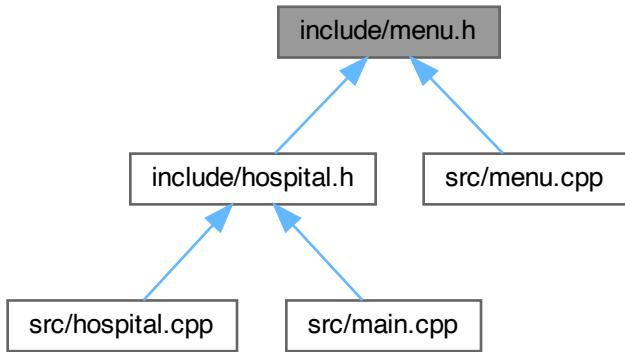 include/menu.h
include/hospital.h
src/menu.cpp
src/hospital.cpp
src/main.cpp